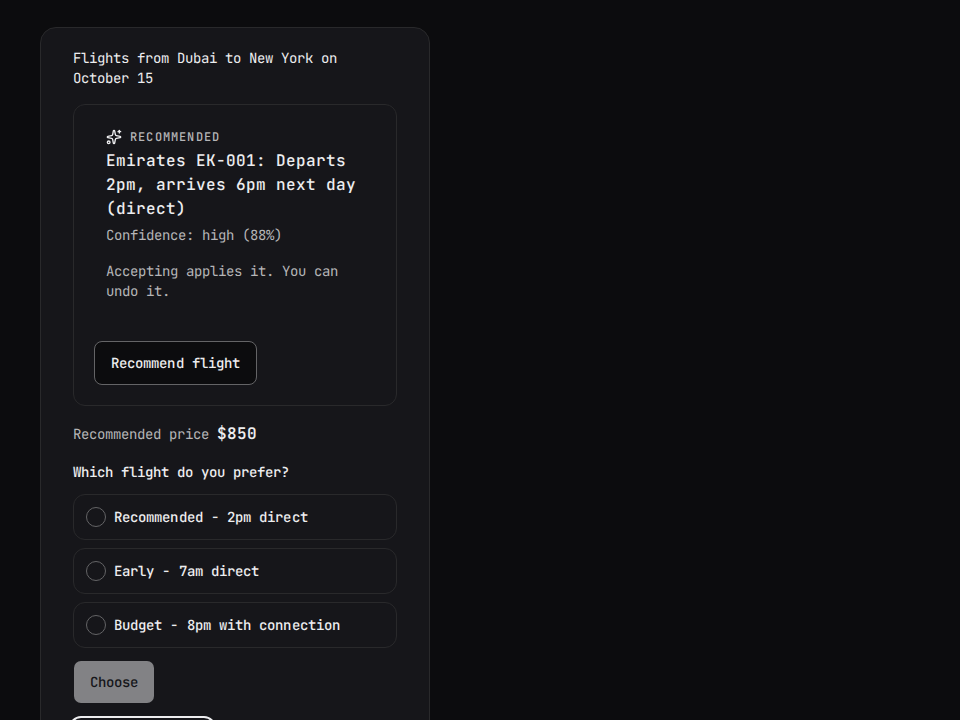 Flights from Dubai to New York on
October 15
RECOMMENDED
Emirates EK-001: Departs
2pm, arrives 6pm next day
(direct)
Confidence: high (88%)
Accepting applies it. You can
undo it.
Recommend flight
Recommended price $850
Which flight do you prefer?
Recommended - 2pm direct
Early - 7am direct
Budget - 8pm with connection
Choose